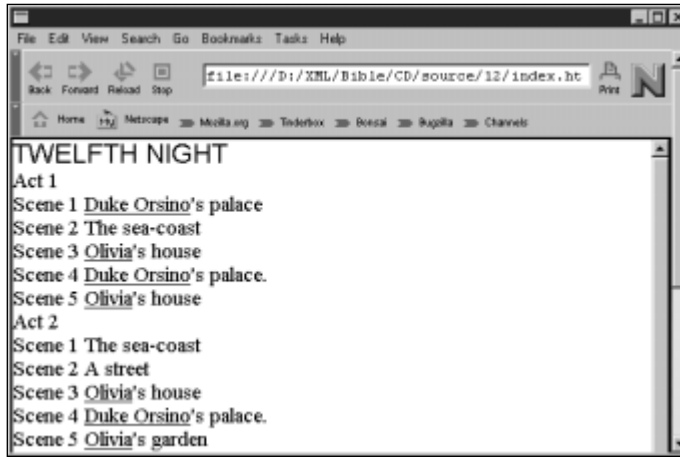 File Edit View Search Go Bookmarks Tasks Help
Back Forward Reload Stop
file:///D:/XML/Bible/CD/source/12/index.ht
Print
N
Home My Netscape Mozilla.org Tinderbox Bonsai Bugzilla Channels
TWELFTH NIGHT
Act 1
Scene 1 Duke Orsino's palace
Scene 2 The sea-coast
Scene 3 Olivia's house
Scene 4 Duke Orsino's palace.
Scene 5 Olivia's house
Act 2
Scene 1 The sea-coast
Scene 2 A street
Scene 3 Olivia's house
Scene 4 Duke Orsino's palace.
Scene 5 Olivia's garden